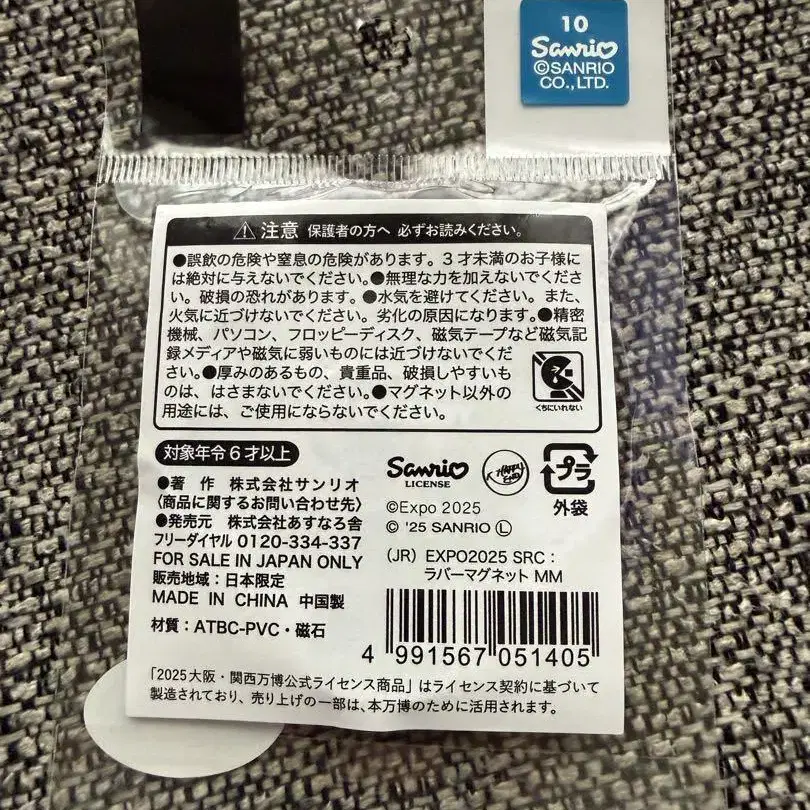 10
Sanrio
©SANRIO
CO.,LTD.
⚠注意 保護者の方へ 必ずお読みください。
●誤飲の危険や窒息の危険があります。3才未満のお子様に
は絶対に与えないでください。●無理な力を加えないでくださ
い。破損の恐れがあります。●水気を避けてください。また、
火気に近づけないでください。劣化の原因になります。●精密
機械、パソコン、フロッピーディスク、磁気テープなど磁気記
録メディアや磁気に弱いものには近づけないでくだ
さい。●厚みのあるもの、貴重品、破損しやすいも
のは、はさまないでください。●マグネット以外の
用途には、ご使用にならないでください。
くちにいれない
対象年令6才以上
●著 作 株式会社サンリオ
〈商品に関するお問い合わせ先〉
●発売元 株式会社あすなろ舎
フリーダイヤル 0120-334-337
FOR SALE IN JAPAN ONLY
販売地域:日本限定
MADE IN CHINA 中国製
材質:ATBC-PVC・磁石
Sanrio
LICENSE
HAPPY
END
プラ
外袋
©Expo 2025
© '25 SANRIO Ⓛ
(JR) EXPO2025 SRC:
ラバーマグネット MM
4 991567 051405
「2025大阪・関西万博公式ライセンス商品」はライセンス契約に基づいて
製造されており、売り上げの一部は、本万博のために活用されます。